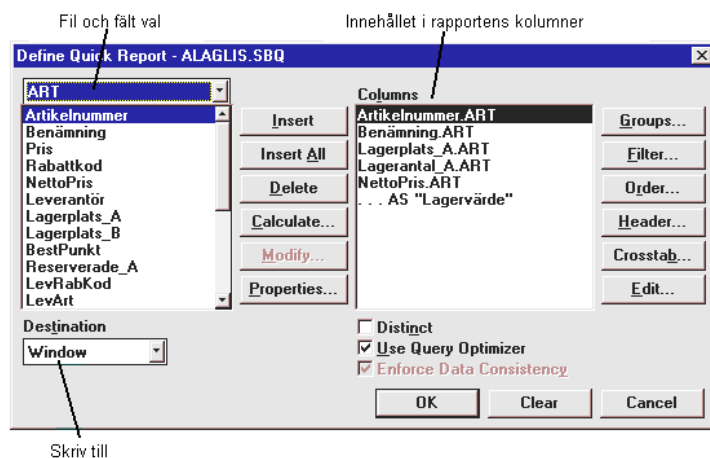 Fil och fält val
Innehållet i rapportens kolumner
Define Quick Report - ALAGLIS.SBQ
ART
Artikelnummer
Benämning
Pris
Rabattkod
NettoPris
Leverantör
Lagerplats_A
Lagerplats_B
BestPunkt
Reserverade_A
LevRabKod
LevArt
Insert
Insert All
Delete
Calculate...
Modify...
Properties...
Columns
Artikelnummer.ART
Benämning.ART
Lagerplats_A.ART
Lagerantal_A.ART
NettoPris.ART
. . . AS "Lagervärde"
Groups...
Filter...
Order...
Header...
Crosstab...
Edit...
Destination
Window
Distinct
Use Query Optimizer
Enforce Data Consistency
OK
Clear
Cancel
Skriv till